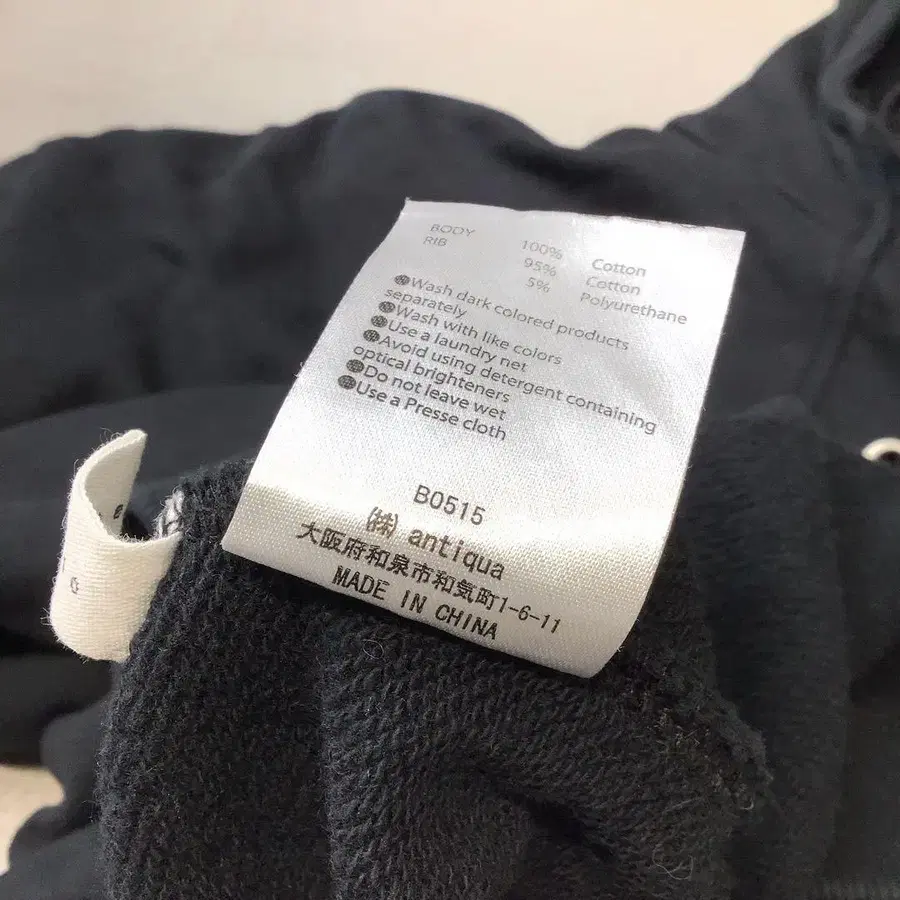 BODY 100% Cotton
RIB 95% Cotton
5% Polyurethane
●Wash dark colored products
separately
●Wash with like colors
●Use a laundry net
●Avoid using detergent containing
optical brighteners
●Do not leave wet
●Use a Presse cloth
B0515
㈱ antiqua
大阪府和泉市和気町1-6-11
MADE IN CHINA